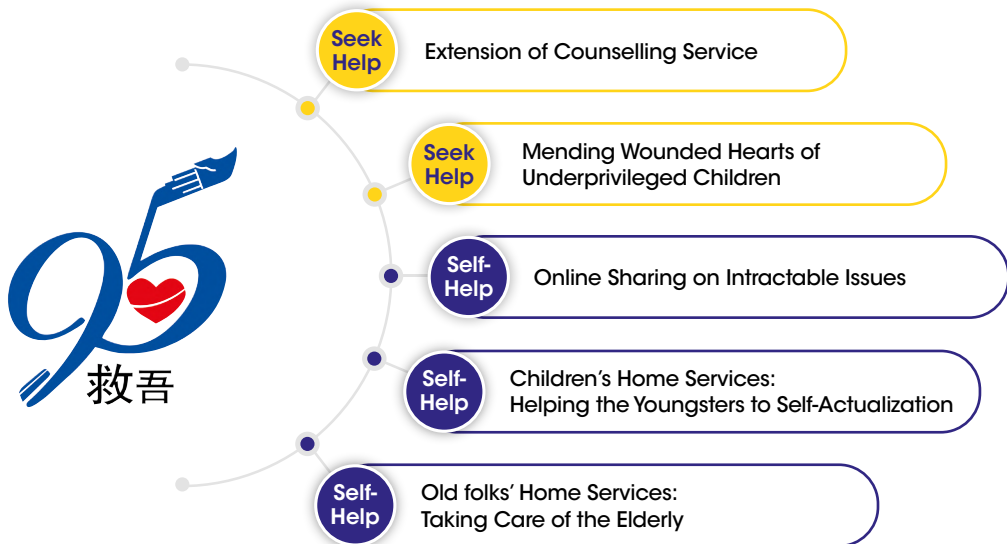 Seek
Help
Extension of Counselling Service
Seek
Help
Mending Wounded Hearts of
Underprivileged Children
Self-
Help
Online Sharing on Intractable Issues
Self-
Help
Children’s Home Services:
Helping the Youngsters to Self-Actualization
Self-
Help
Old folks’ Home Services:
Taking Care of the Elderly
95
救吾